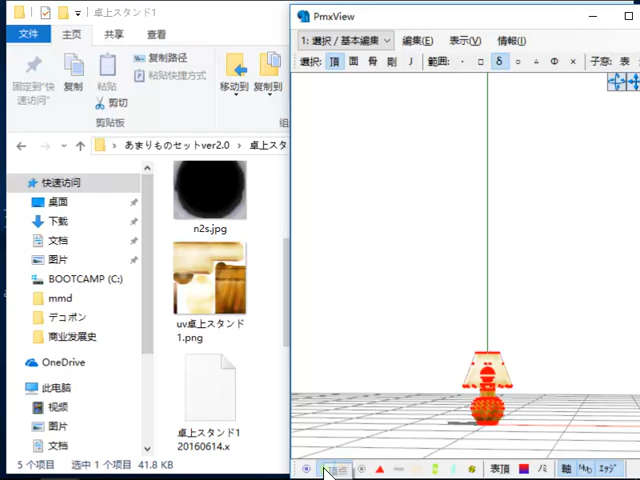 卓上スタンド1
文件 主页 共享 查看
固定到"快速访问" 复制 粘贴 复制路径 粘贴快捷方式 剪切 移动到 复制到
剪贴板
あまりものセットver2.0 卓上スタ
快速访问
桌面
下载
文档
图片
BOOTCAMP (C:)
mmd
デコポン
商业发展史
OneDrive
此电脑
视频
图片
文档
n2s.jpg
uv卓上スタンド
1.png
卓上スタンド1
20160614.x
5 个项目 选中 1 个项目 41.8 KB
PmxView
1: 選択 / 基本編集 編集(E) 表示(V) 情報(I)
選択: 頂 面 骨 剛 J 範囲: 子窓: 表
頂点 表頂 軸 エッジ